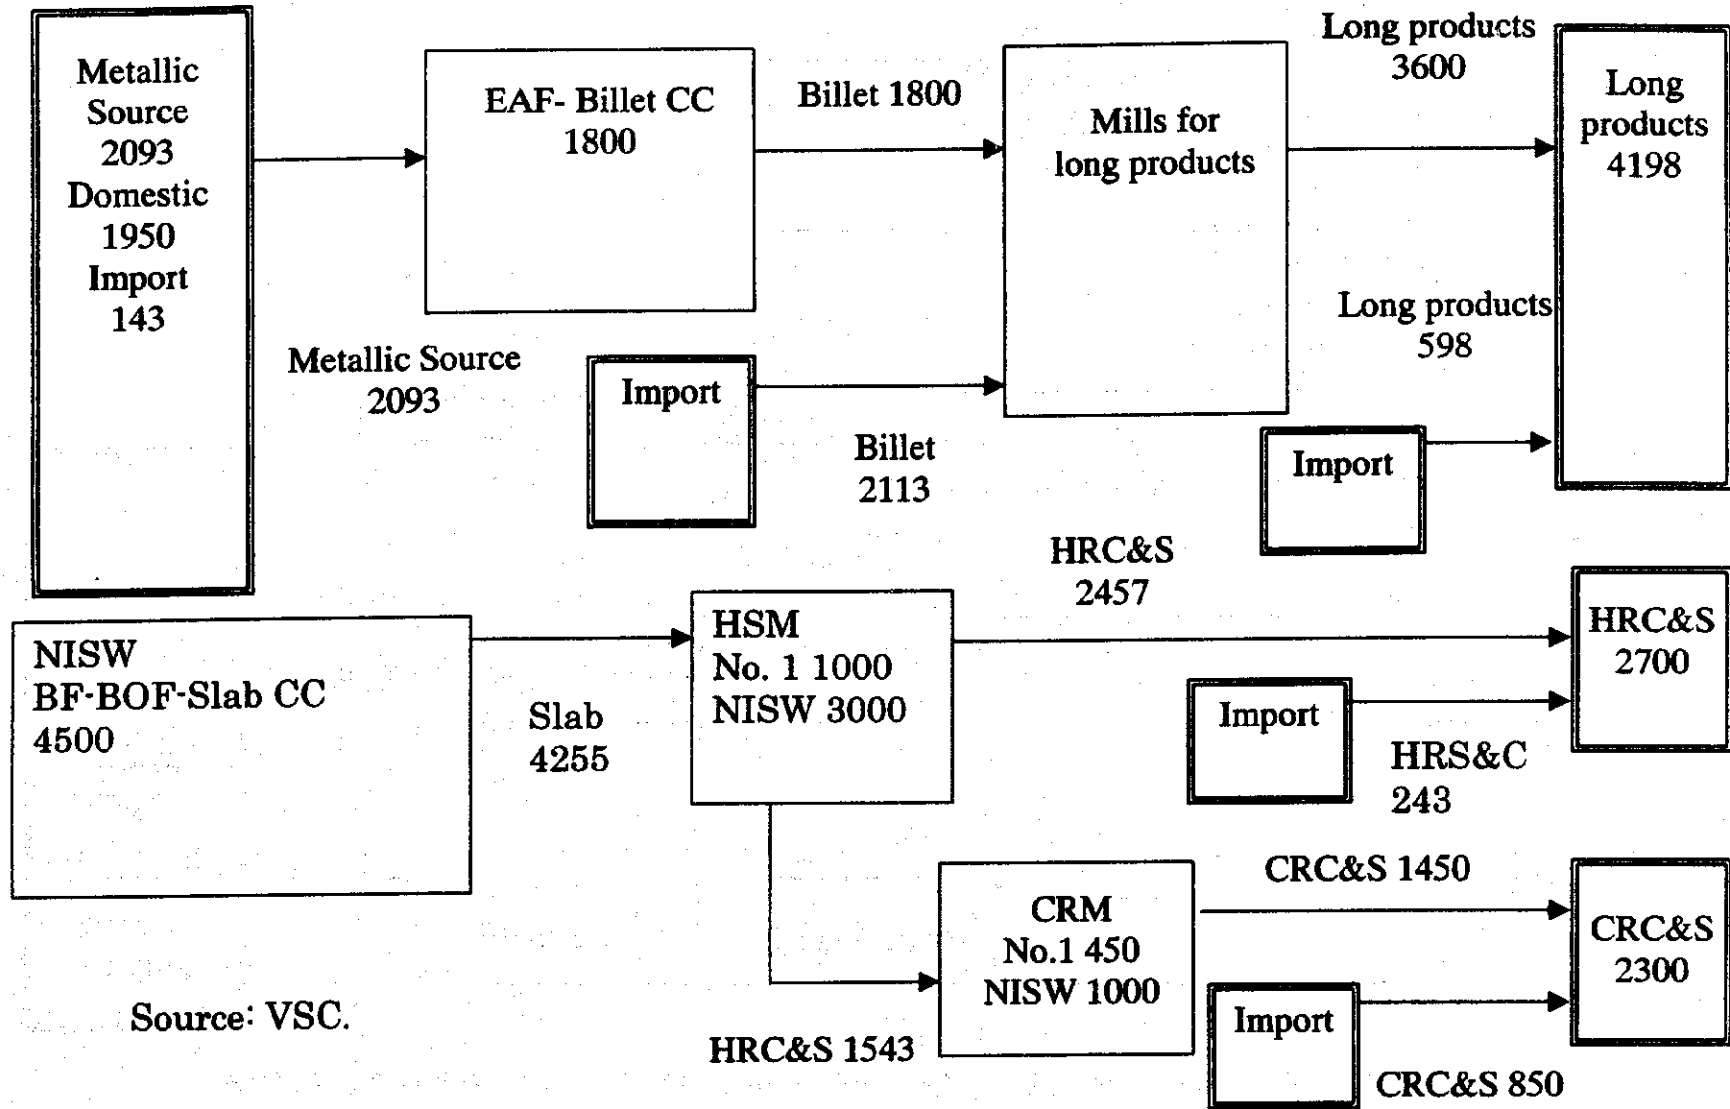 Metallic
Source
2093
Domestic
1950
Import
143
Metallic Source
2093
EAF- Billet CC
1800
Billet 1800
Import
Billet
2113
Mills for
long products
Long products
3600
Long products
598
Import
Long
products
4198
NISW
BF-BOF-Slab CC
4500
Slab
4255
HSM
No. 1 1000
NISW 3000
HRC&S
2457
Import
HRS&C
243
HRC&S
2700
HRC&S 1543
CRM
No.1 450
NISW 1000
CRC&S 1450
Import
CRC&S 850
CRC&S
2300
Source: VSC.